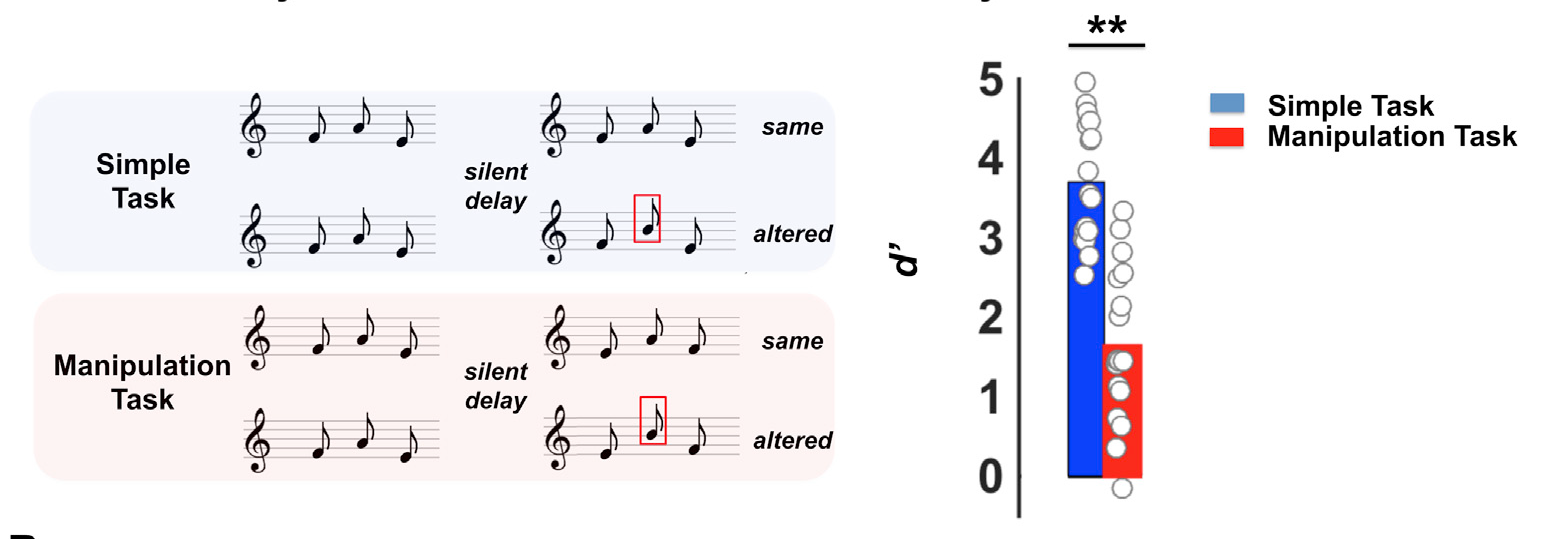 Simple
Task
silent
delay
same
altered
Manipulation
Task
silent
delay
same
altered
**
5
4
3
2
1
0
d’
Simple Task
Manipulation Task